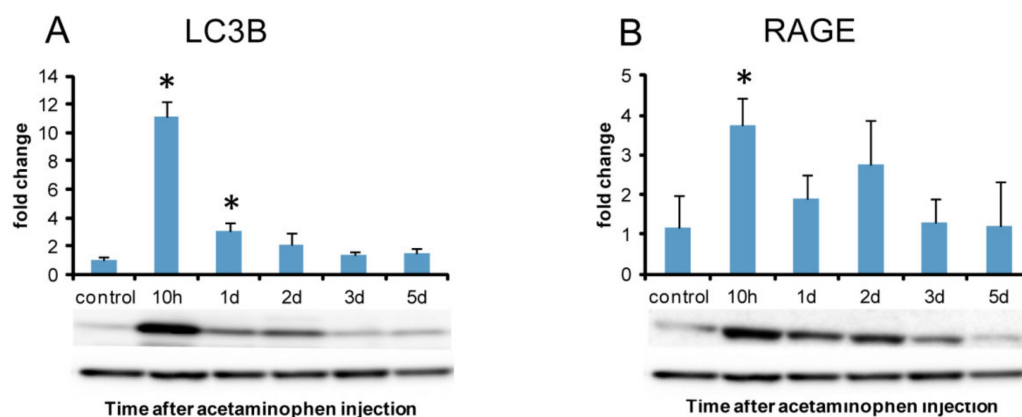 A LC3B
14
12
10
8
6
4
2
0
fold change
*
*
control 10h 1d 2d 3d 5d
Time after acetaminophen injection
B RAGE
5
4
3
2
1
0
fold change
*
control 10h 1d 2d 3d 5d
Time after acetaminophen injection